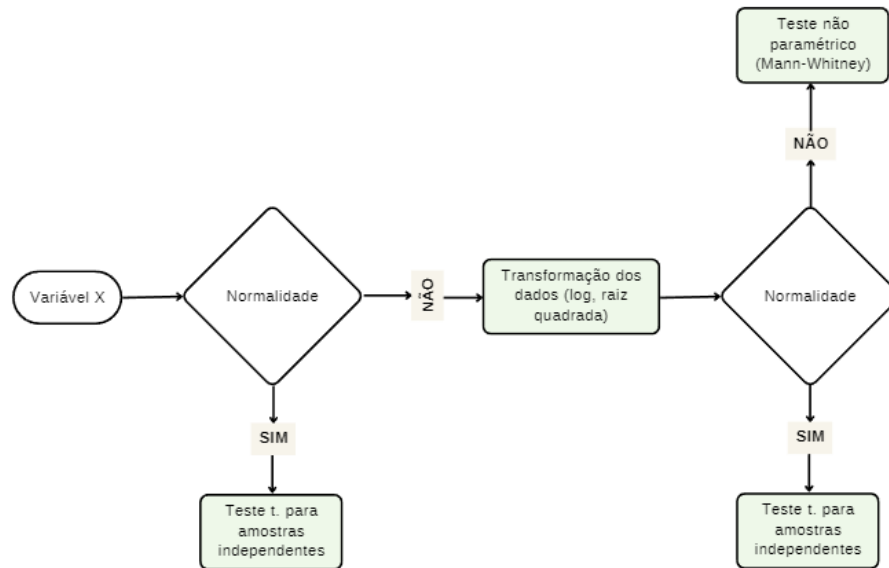 Teste não
paramétrico
(Mann-Whitney)
NÃO
Variável X
Normalidade
NÃO
Transformação dos
dados (log, raiz
quadrada)
Normalidade
SIM
Teste t. para
amostras
independentes
SIM
Teste t. para
amostras
independentes